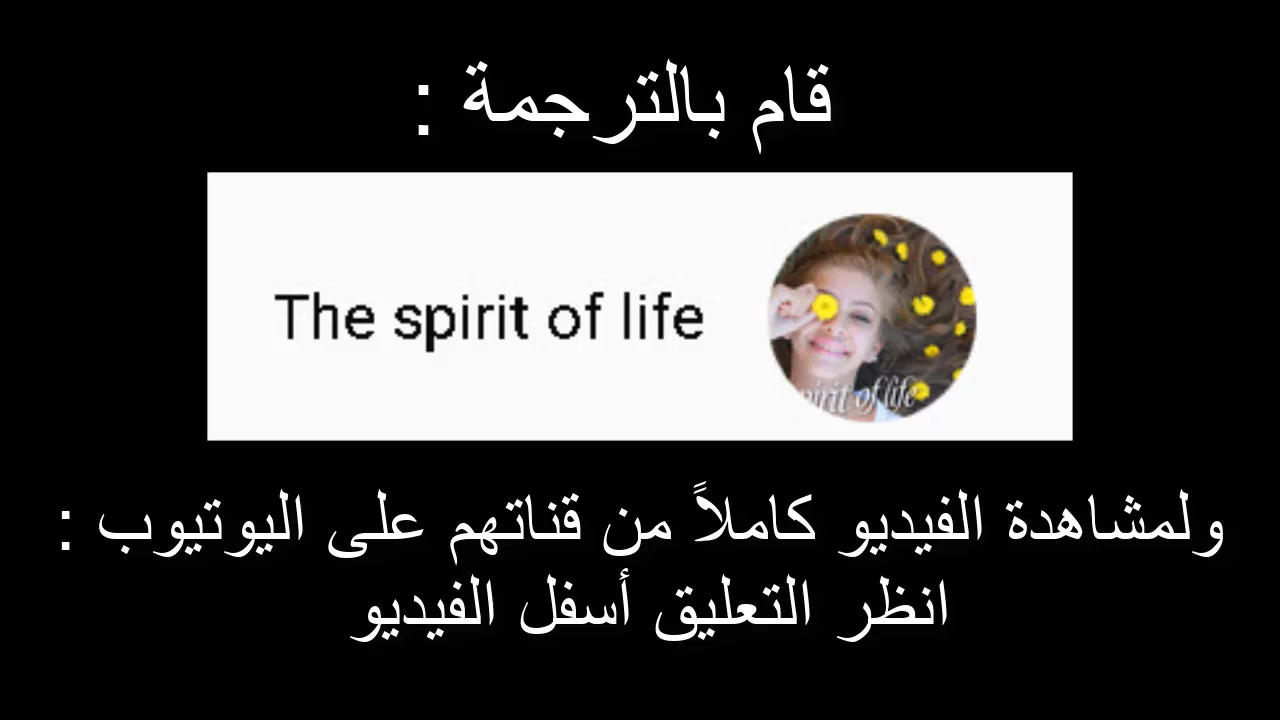 قام بالترجمة :
The spirit of life
spirit of life
ولمشاهدة الفيديو كاملاً من قناتهم على اليوتيوب :
انظر التعليق أسفل الفيديو